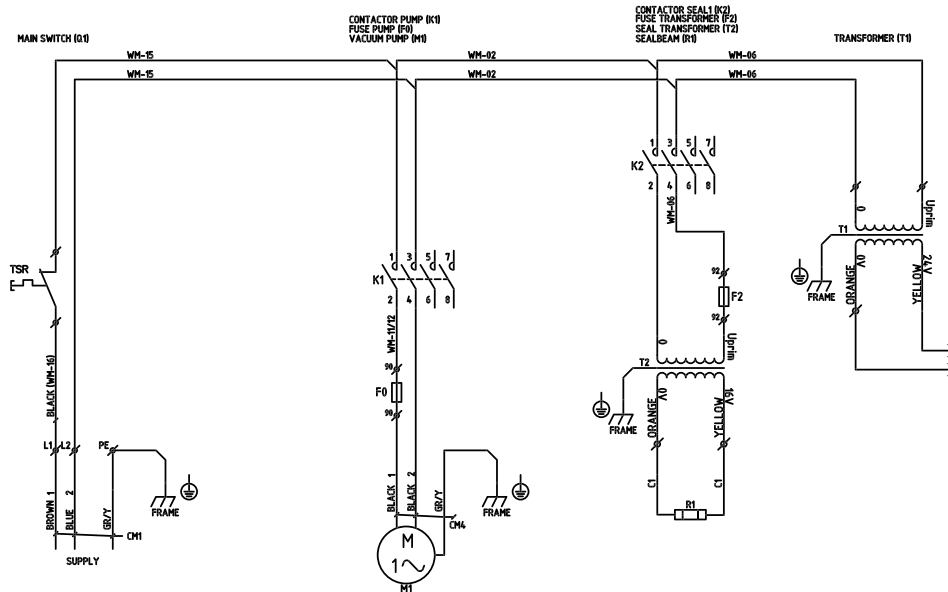 MAIN SWITCH (Q1)
CONTACTOR PUMP (K1)
FUSE PUMP (F0)
VACUUM PUMP (M1)
CONTACTOR SEAL1 (K2)
FUSE TRANSFORMER (F2)
SEAL TRANSFORMER (T2)
SEALBEAM (R1)
TRANSFORMER (T1)
WM-15
WM-02
WM-06
WM-15
WM-02
WM-06
1 3 5 7
K2
2 4 6 8
WM-06
0
Uprim
T1
0V
24V
ORANGE
YELLOW
FRAME
TSR
1 3 5 7
K1
2 4 6 8
WM-11/12
90
F0
90
92
F2
92
0
Uprim
T2
0V
16V
ORANGE
YELLOW
FRAME
C1
C1
R1
BLACK (WM-16)
L1
L2
PE
BROWN 1
BLUE 2
GR/Y
FRAME
CM1
SUPPLY
BLACK 1
BLACK 2
GR/Y
FRAME
CM4
M
1
M1